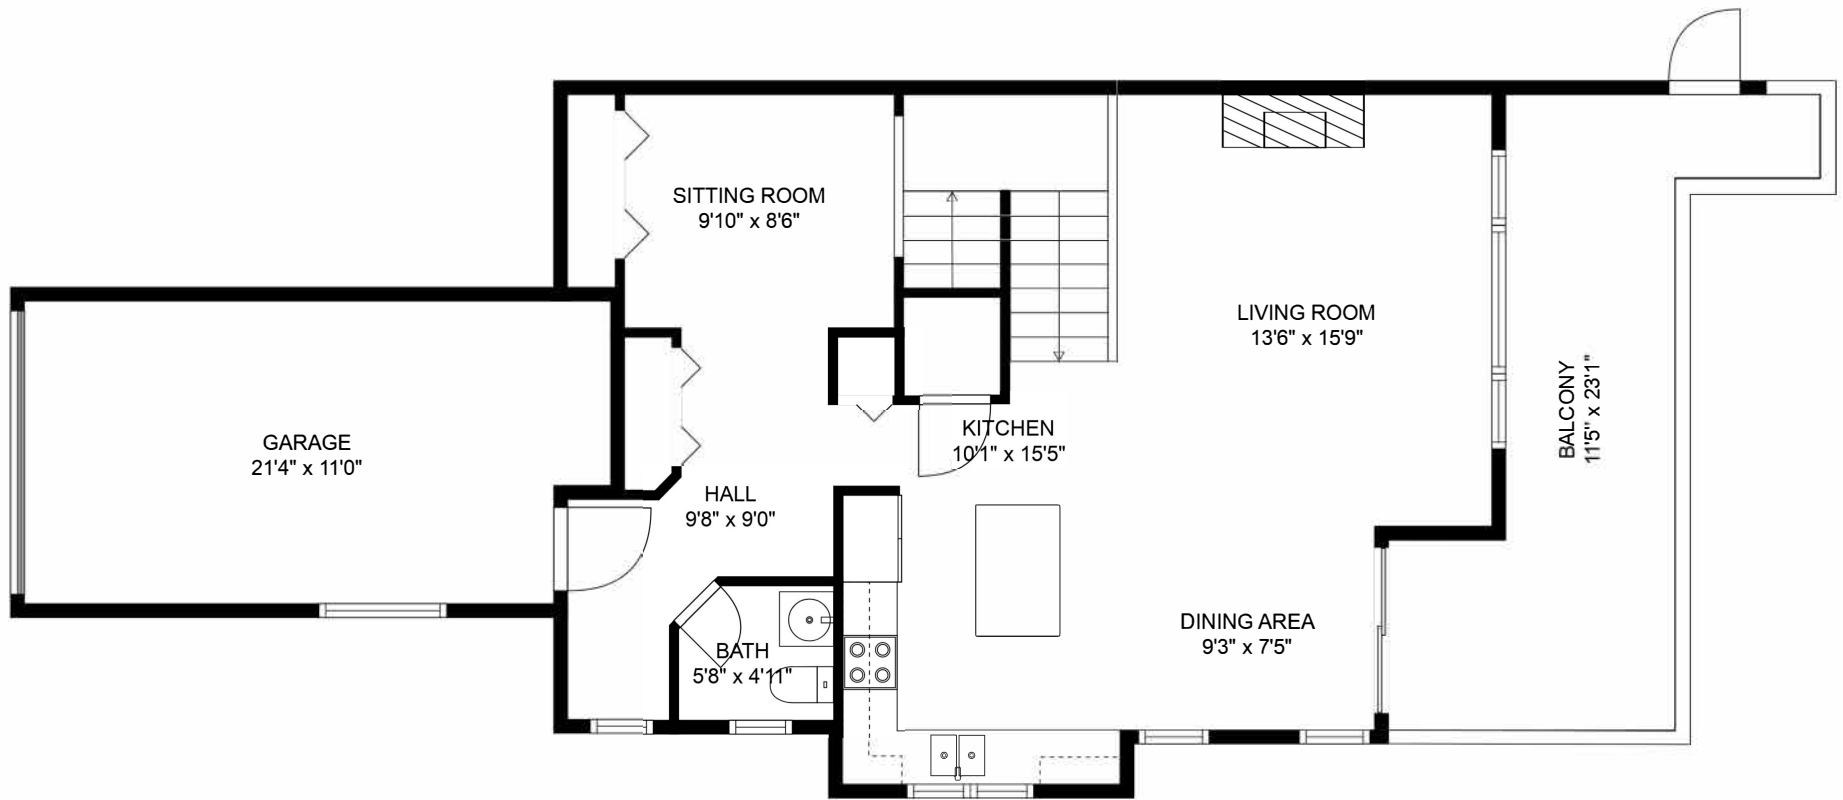 SITTING ROOM
9'10" x 8'6"
LIVING ROOM
13'6" x 15'9"
BALCONY
11'5" x 23'1"
GARAGE
21'4" x 11'0"
KITCHEN
10'1" x 15'5"
HALL
9'8" x 9'0"
DINING AREA
9'3" x 7'5"
BATH
5'8" x 4'11"